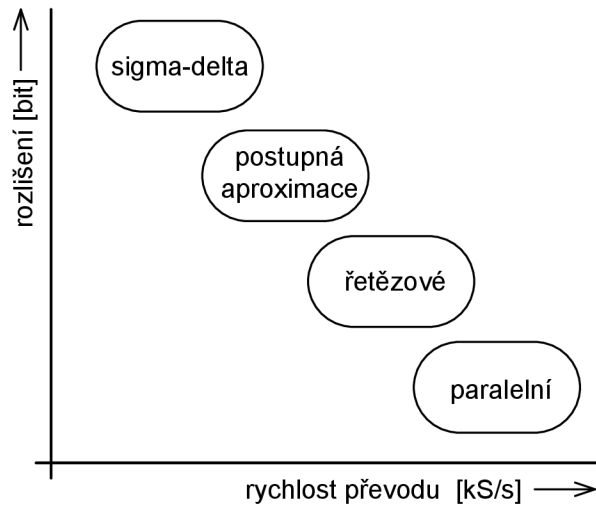 rozlišení [bit]
sigma-delta
postupná
aproximace
řetězové
paralelní
rychlost převodu [kS/s]